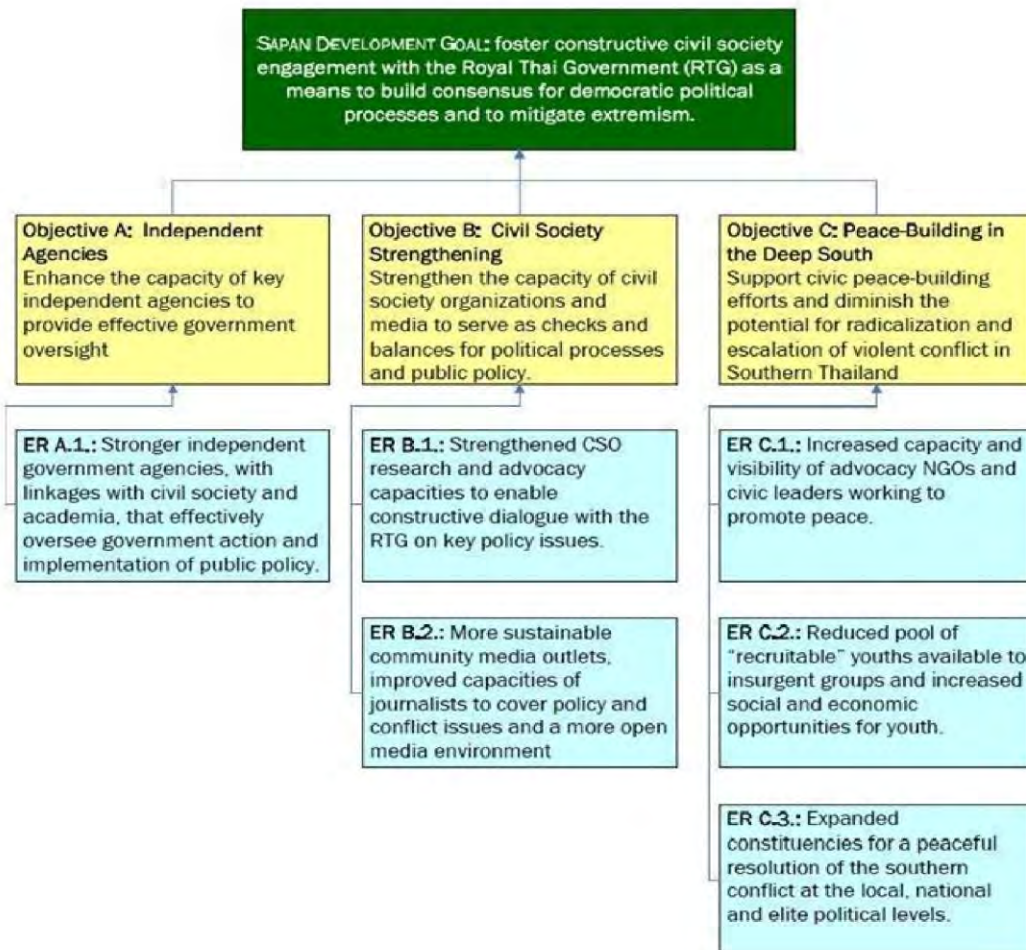 SAPAN DEVELOPMENT GOAL: foster constructive civil society
engagement with the Royal Thai Government (RTG) as a
means to build consensus for democratic political
processes and to mitigate extremism.
Objective A: Independent
Agencies
Enhance the capacity of key
independent agencies to
provide effective government
oversight
Objective B: Civil Society
Strengthening
Strengthen the capacity of civil
society organizations and
media to serve as checks and
balances for political processes
and public policy.
Objective C: Peace-Building in
the Deep South
Support civic peace-building
efforts and diminish the
potential for radicalization and
escalation of violent conflict in
Southern Thailand
ER A.1.: Stronger independent
government agencies, with
linkages with civil society and
academia, that effectively
oversee government action and
implementation of public policy.
ER B.1.: Strengthened CSO
research and advocacy
capacities to enable
constructive dialogue with the
RTG on key policy issues.
ER C.1.: Increased capacity and
visibility of advocacy NGOs and
civic leaders working to
promote peace.
ER B.2.: More sustainable
community media outlets,
improved capacities of
journalists to cover policy and
conflict issues and a more open
media environment
ER C.2.: Reduced pool of
"recruitable" youths available to
insurgent groups and increased
social and economic
opportunities for youth.
ER C.3.: Expanded
constituencies for a peaceful
resolution of the southern
conflict at the local, national
and elite political levels.